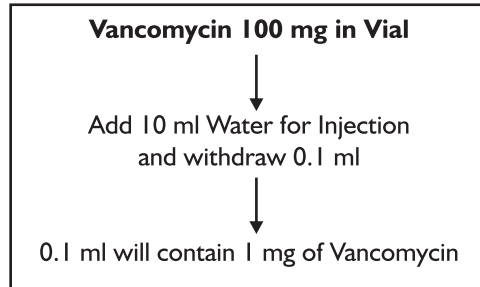 Vancomycin 100 mg in Vial
Add 10 ml Water for Injection
and withdraw 0.1 ml
0.1 ml will contain 1 mg of Vancomycin